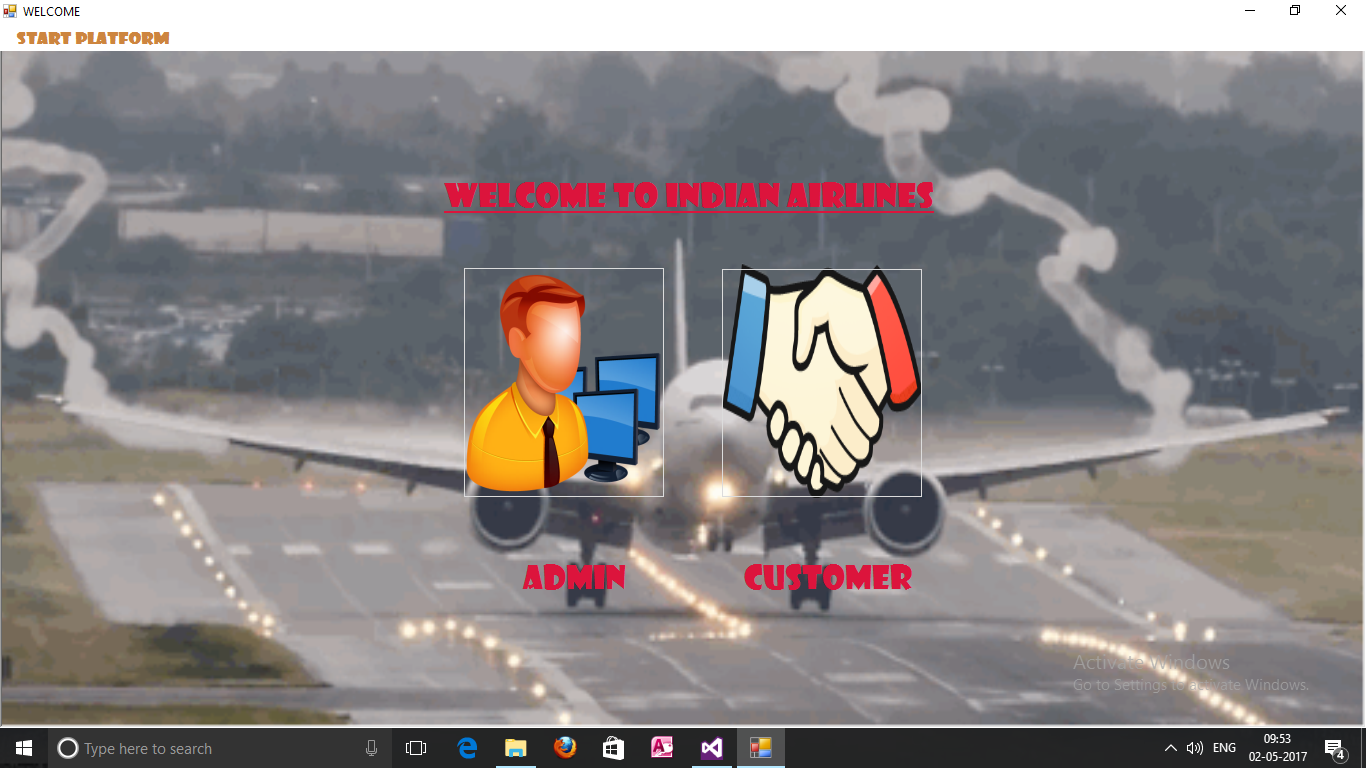 WELCOME
START PLATFORM
WELCOME TO INDIAN AIRLINES
ADMIN
CUSTOMER
Activate Windows
Go to Settings to activate Windows.
Type here to search
A
ENG
09:53
02-05-2017
4